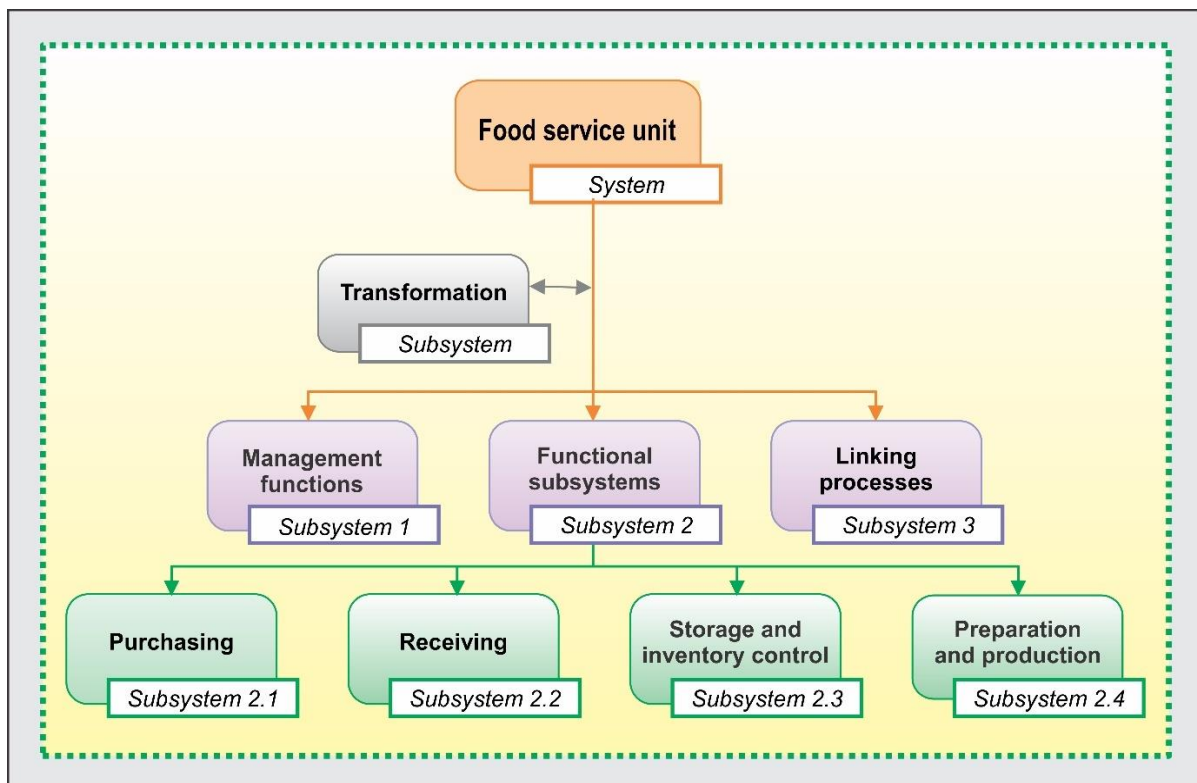 Food service unit
System
Transformation
Subsystem
Management
functions
Subsystem 1
Functional
subsystems
Subsystem 2
Linking
processes
Subsystem 3
Purchasing
Subsystem 2.1
Receiving
Subsystem 2.2
Storage and
inventory control
Subsystem 2.3
Preparation
and production
Subsystem 2.4